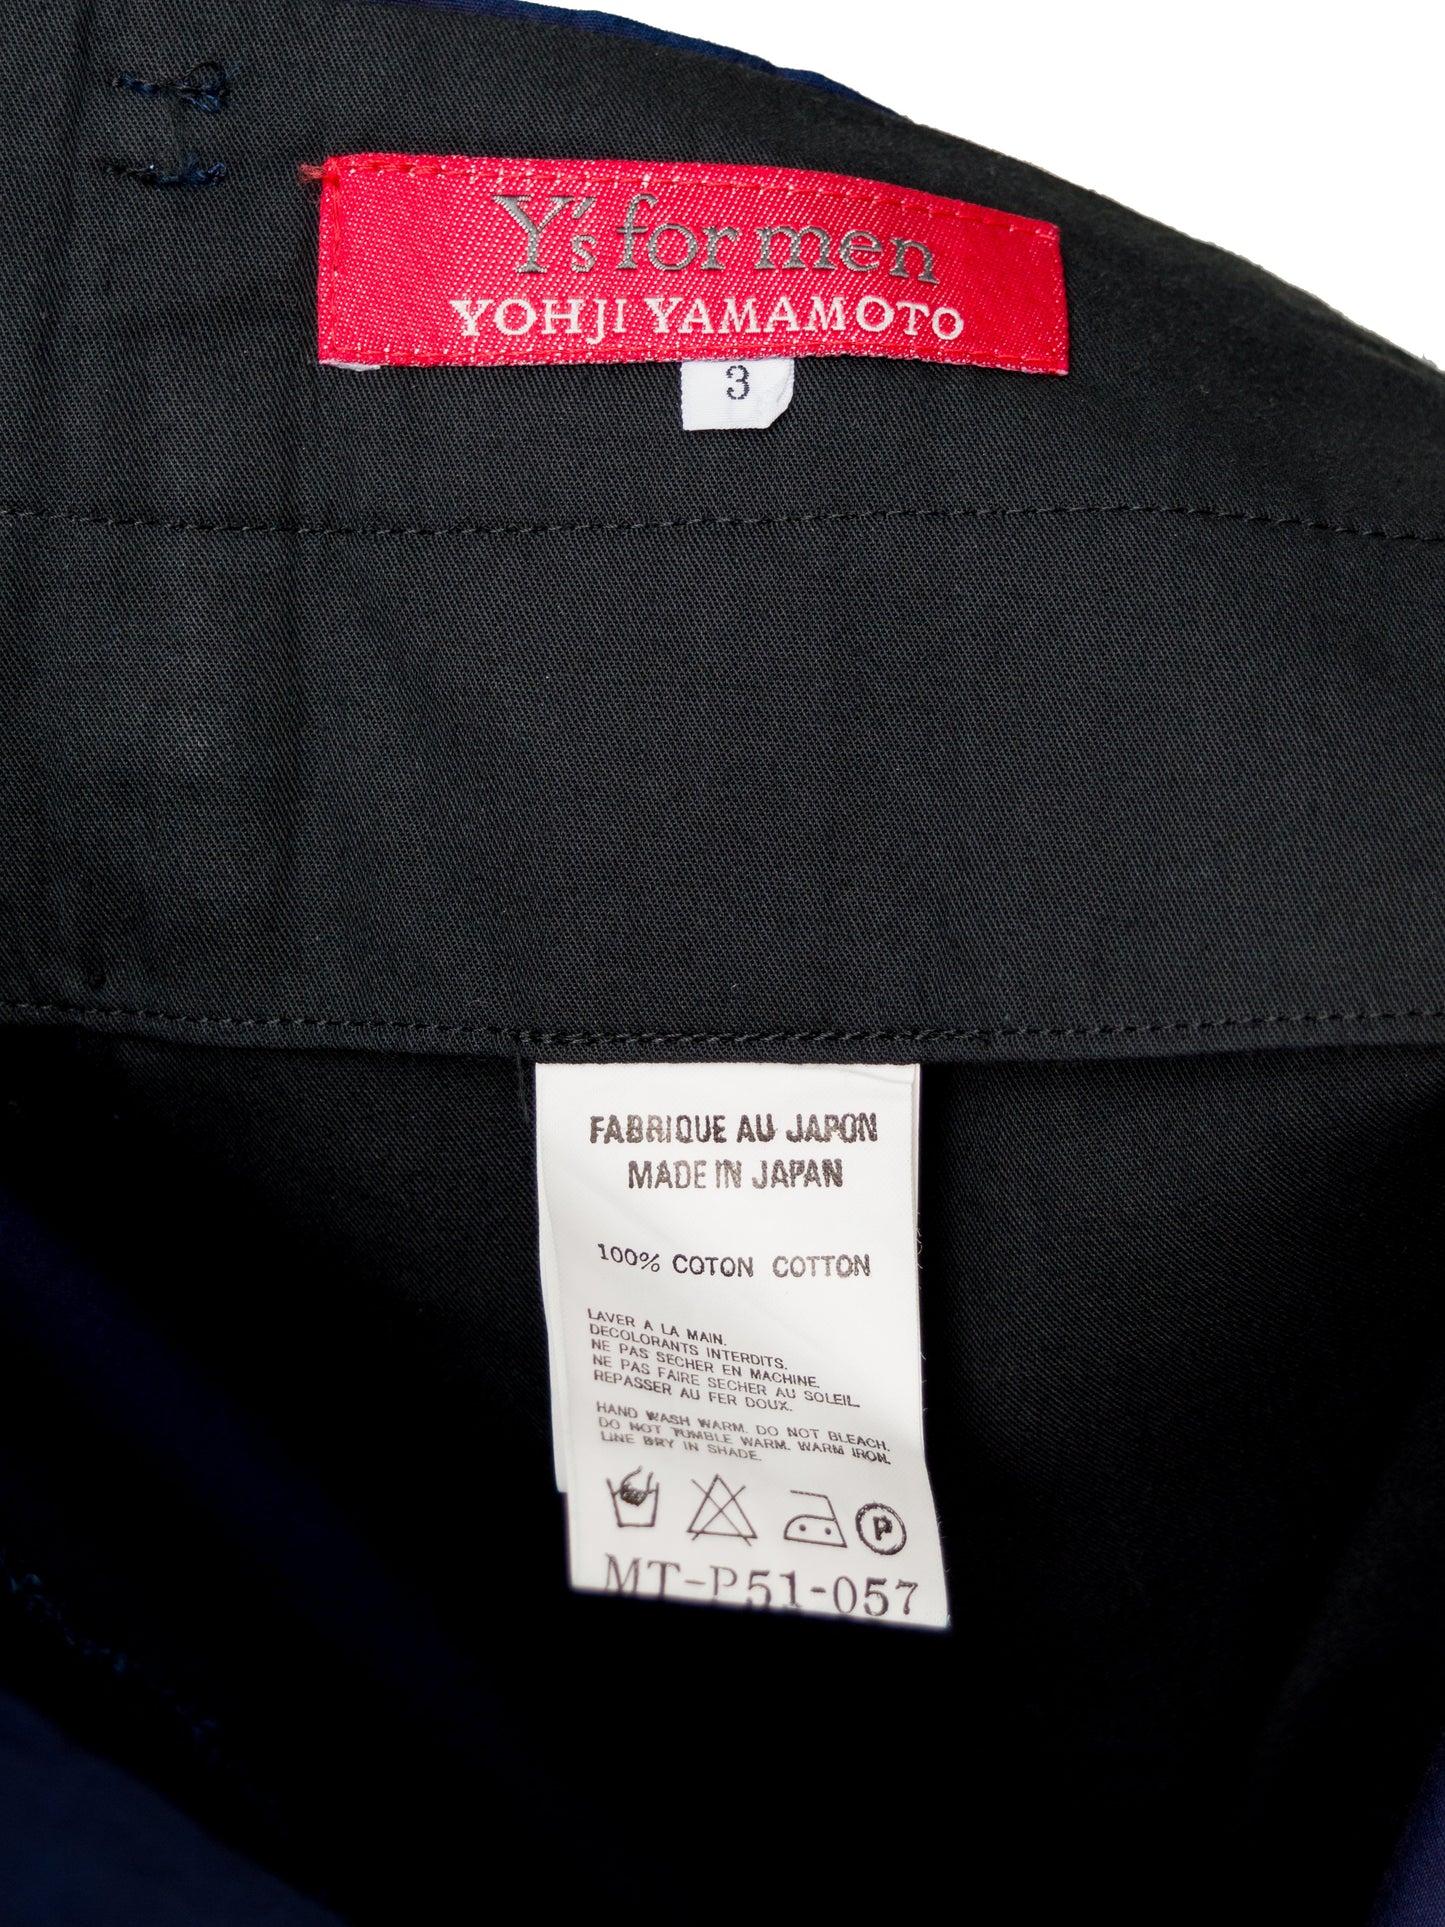 Y's for men
YOHJI YAMAMOTO
3
FABRIQUE AU JAPON
MADE IN JAPAN
100% COTON COTTON
LAVER A LA MAIN.
DECOLORANTS INTERDITS.
NE PAS SECHER EN MACHINE.
NE PAS FAIRE SECHER AU SOLEIL.
REPASSER AU FER DOUX.
HAND WASH WARM. DO NOT BLEACH.
DO NOT TUMBLE WARM. WARM IRON.
LINE DRY IN SHADE.
P
MT-P51-057